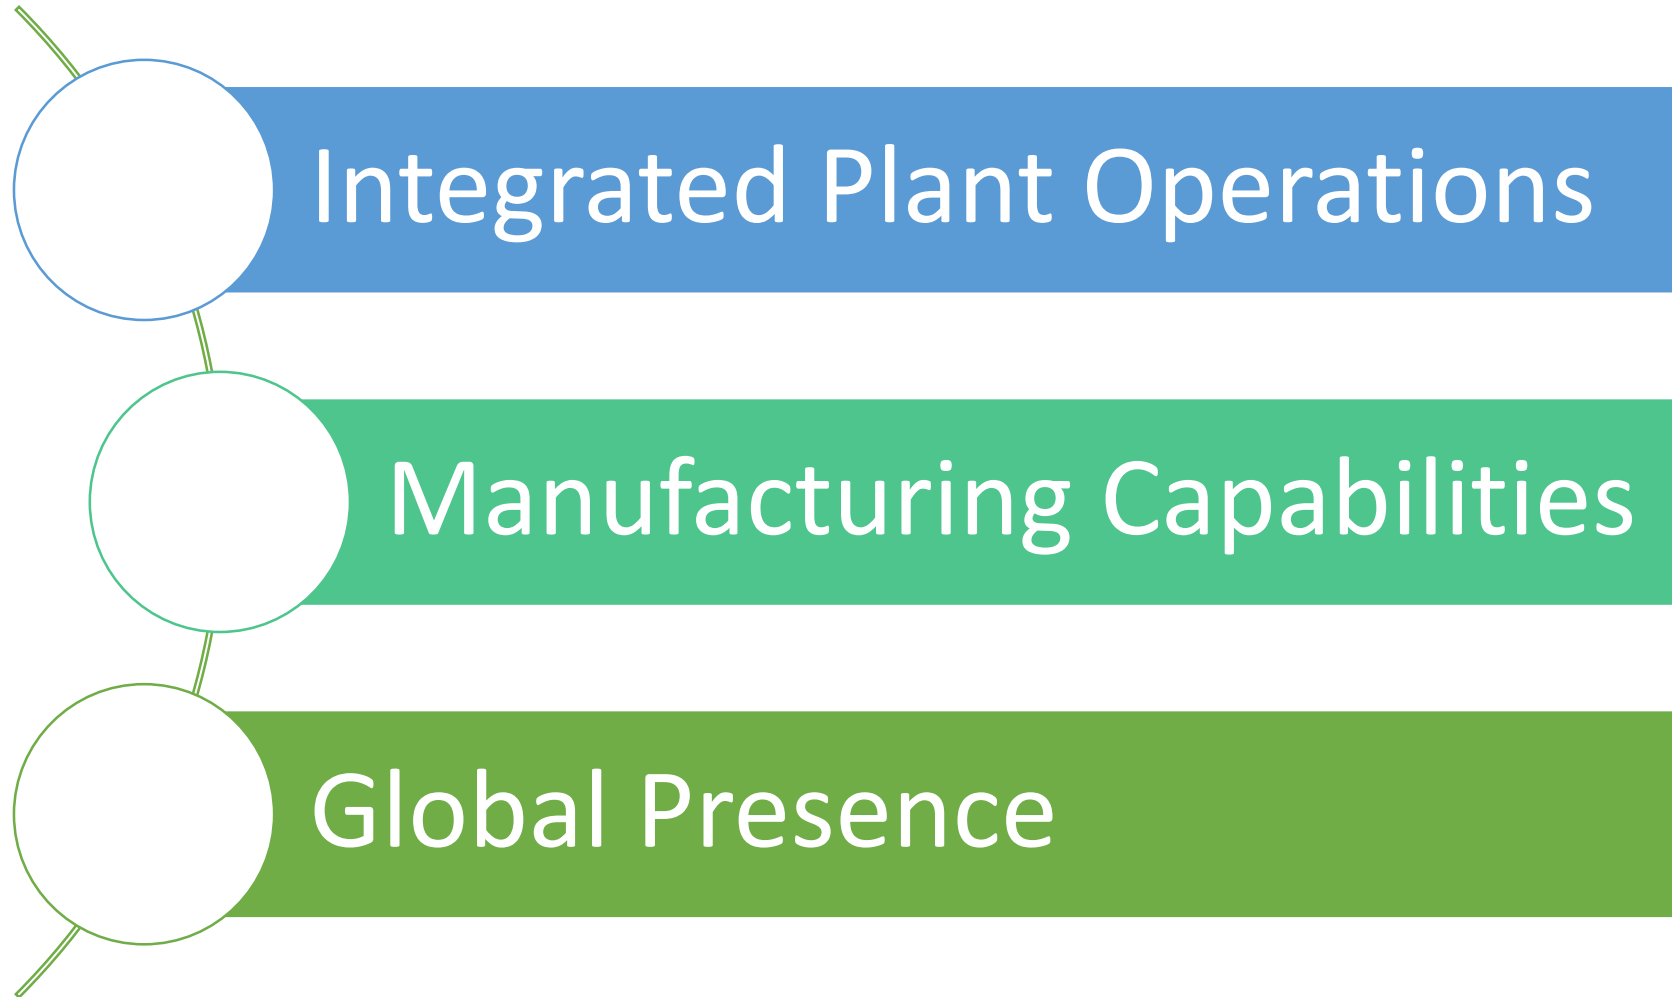 Integrated Plant Operations
Manufacturing Capabilities
Global Presence